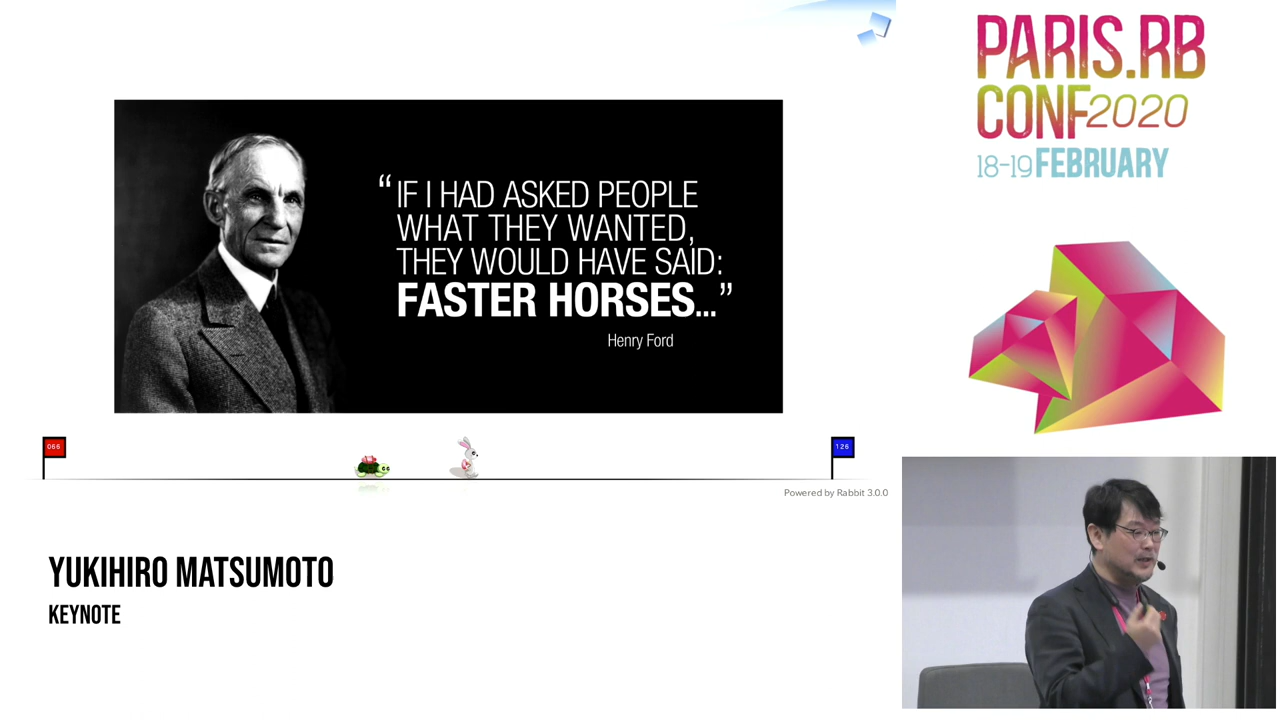 “IF I HAD ASKED PEOPLE
WHAT THEY WANTED,
THEY WOULD HAVE SAID:
FASTER HORSES...”
Henry Ford
066
126
Powered by Rabbit 3.0.0
YUKIHIRO MATSUMOTO
KEYNOTE
PARIS.RB
CONF2020
18-19 FEBRUARY